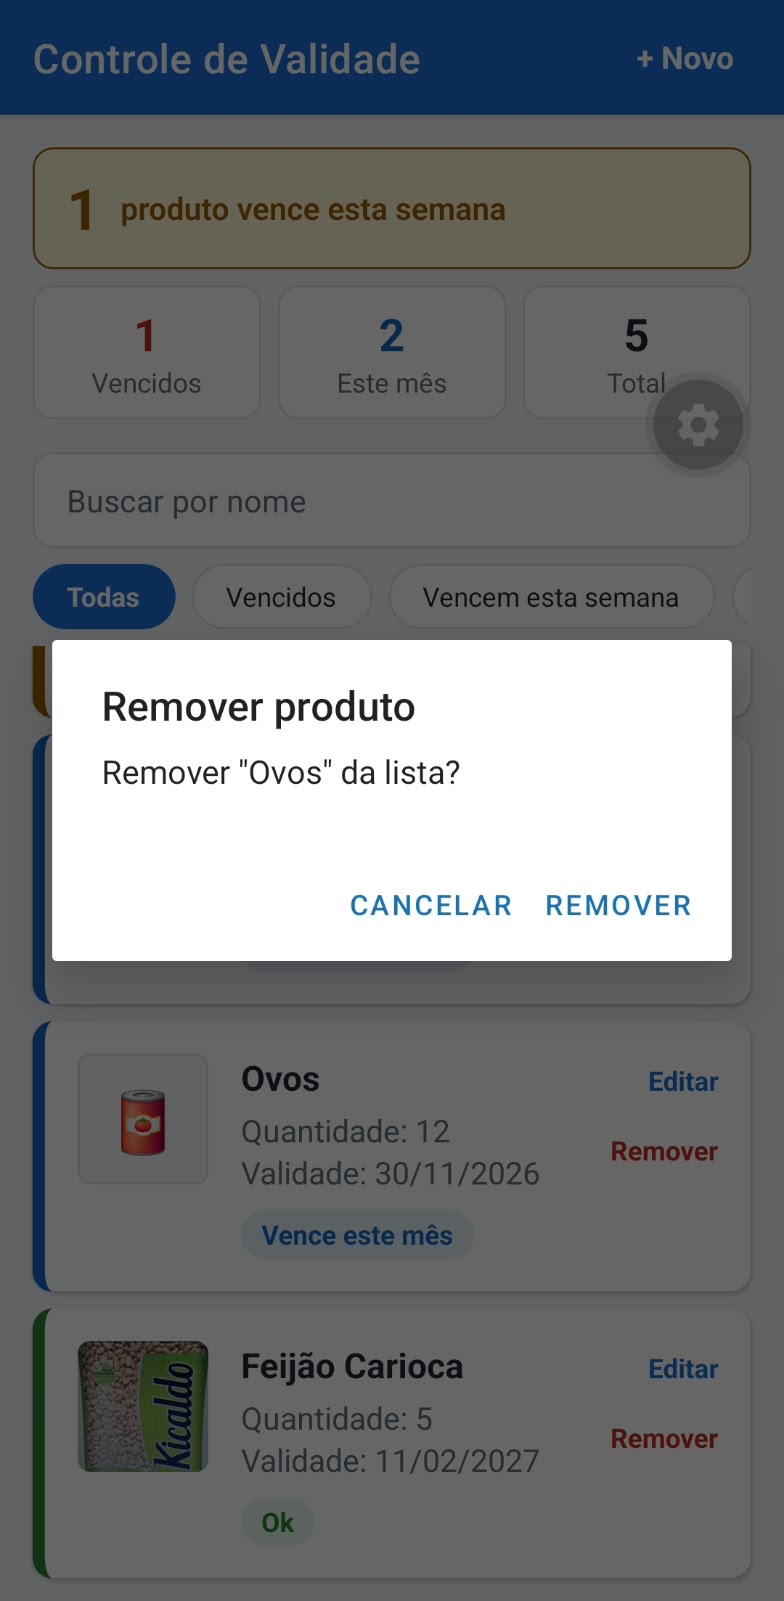 Controle de Validade
+ Novo
1 produto vence esta semana
1
Vencidos
2
Este mês
5
Total
Buscar por nome
Todas
Vencidos
Vencem esta semana
Remover produto
Remover "Ovos" da lista?
CANCELAR
REMOVER
Ovos
Editar
Quantidade: 12
Remover
Validade: 30/11/2026
Vence este mês
Feijão Carioca
Editar
Kicaldo
Quantidade: 5
Remover
Validade: 11/02/2027
Ok